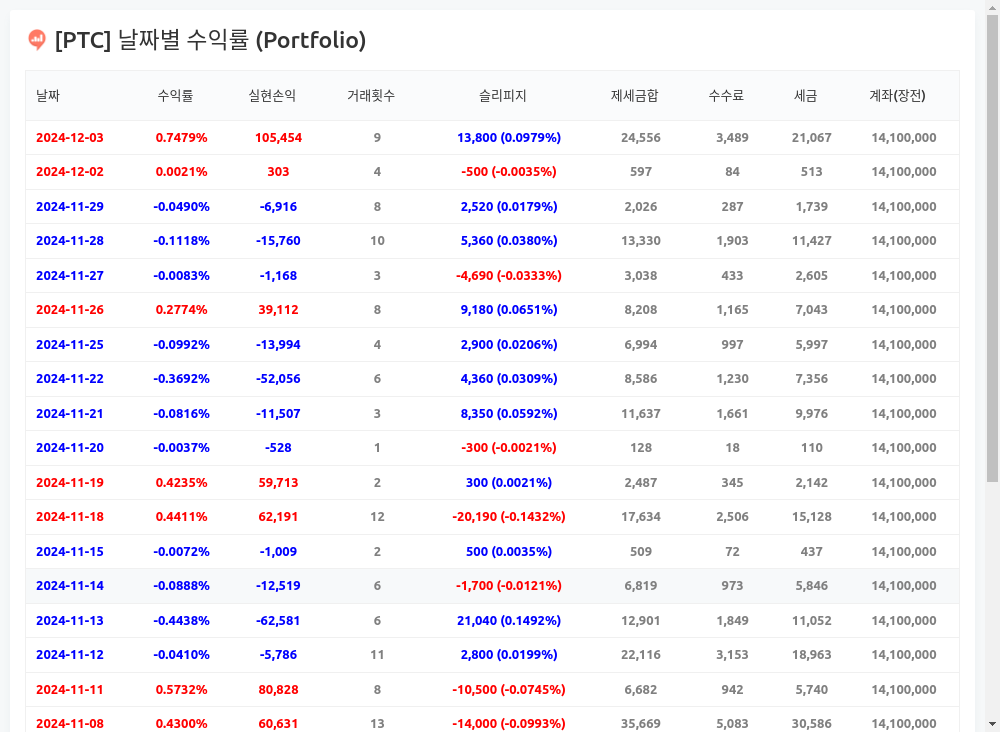 [PTC] 날짜별 수익률 (Portfolio)
날짜 수익률 실현손익 거래횟수 슬리피지 제세금합 수수료 세금 계좌(장전)
2024-12-03 0.7479% 105,454 9 13,800 (0.0979%) 24,556 3,489 21,067 14,100,000
2024-12-02 0.0021% 303 4 -500 (-0.0035%) 597 84 513 14,100,000
2024-11-29 -0.0490% -6,916 8 2,520 (0.0179%) 2,026 287 1,739 14,100,000
2024-11-28 -0.1118% -15,760 10 5,360 (0.0380%) 13,330 1,903 11,427 14,100,000
2024-11-27 -0.0083% -1,168 3 -4,690 (-0.0333%) 3,038 433 2,605 14,100,000
2024-11-26 0.2774% 39,112 8 9,180 (0.0651%) 8,208 1,165 7,043 14,100,000
2024-11-25 -0.0992% -13,994 4 2,900 (0.0206%) 6,994 997 5,997 14,100,000
2024-11-22 -0.3692% -52,056 6 4,360 (0.0309%) 8,586 1,230 7,356 14,100,000
2024-11-21 -0.0816% -11,507 3 8,350 (0.0592%) 11,637 1,661 9,976 14,100,000
2024-11-20 -0.0037% -528 1 -300 (-0.0021%) 128 18 110 14,100,000
2024-11-19 0.4235% 59,713 2 300 (0.0021%) 2,487 345 2,142 14,100,000
2024-11-18 0.4411% 62,191 12 -20,190 (-0.1432%) 17,634 2,506 15,128 14,100,000
2024-11-15 -0.0072% -1,009 2 500 (0.0035%) 509 72 437 14,100,000
2024-11-14 -0.0888% -12,519 6 -1,700 (-0.0121%) 6,819 973 5,846 14,100,000
2024-11-13 -0.4438% -62,581 6 21,040 (0.1492%) 12,901 1,849 11,052 14,100,000
2024-11-12 -0.0410% -5,786 11 2,800 (0.0199%) 22,116 3,153 18,963 14,100,000
2024-11-11 0.5732% 80,828 8 -10,500 (-0.0745%) 6,682 942 5,740 14,100,000
2024-11-08 0.4300% 60,631 13 -14,000 (-0.0993%) 35,669 5,083 30,586 14,100,000